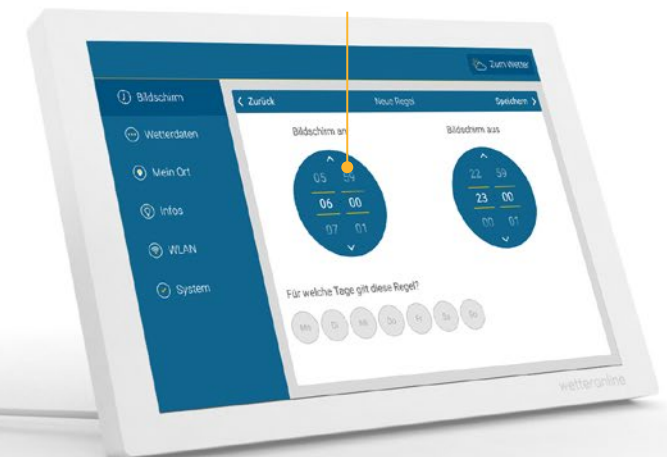 Zum Wetter
Bildschirm
Wetterdaten
Mein Ort
Infos
WLAN
System
Zurück
Neue Regel
Speichern
Bildschirm an
05 59
06 00
07 01
Bildschirm aus
22 59
23 00
00 01
Für welche Tage gilt diese Regel?
Mo Di Mi Do Fr Sa So
wetteronline